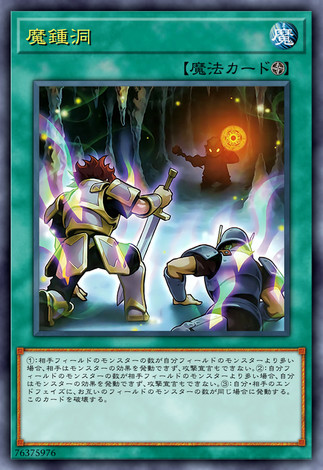 魔鍾洞
魔
【魔法カード】
①：相手フィールドのモンスターの数が自分フィールドのモンスターより多い
場合、相手はモンスターの効果を発動できず、攻撃宣言もできない。②：自分フ
ィールドのモンスターの数が相手フィールドのモンスターより多い場合、自分
はモンスターの効果を発動できず、攻撃宣言もできない。③：自分・相手のエン
ドフェイズに、お互いのフィールドのモンスターの数が同じ場合に発動する。
このカードを破壊する。
76375976